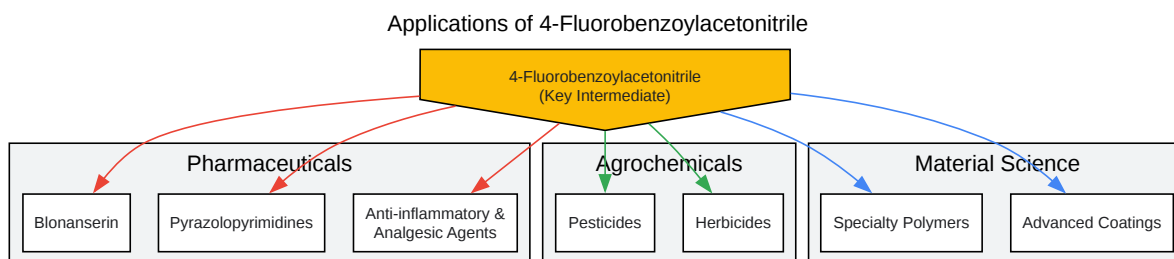 Applications of 4-Fluorobenzoylacetonitrile
4-Fluorobenzoylacetonitrile
(Key Intermediate)
Pharmaceuticals
Agrochemicals
Material Science
Blonanserin
Pyrazolopyrimidines
Anti-inflammatory &
Analgesic Agents
Pesticides
Herbicides
Specialty Polymers
Advanced Coatings